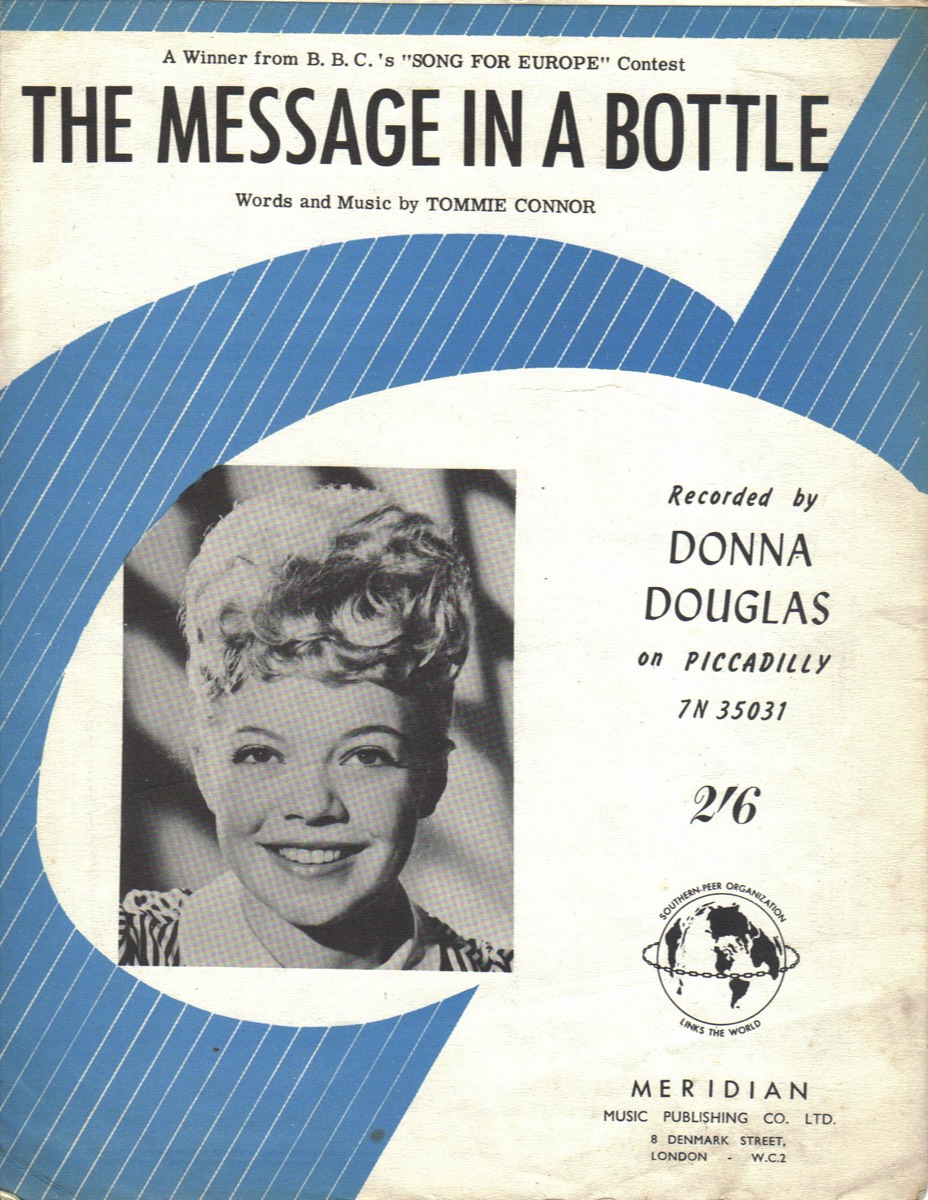 A Winner from B. B. C.'s "SONG FOR EUROPE" Contest
THE MESSAGE IN A BOTTLE
Words and Music by TOMMIE CONNOR
Recorded by
DONNA
DOUGLAS
on PICCADILLY
7N 35031
2/6
SOUTHERN-PEER ORGANIZATION
LINKS THE WORLD
MERIDIAN
MUSIC PUBLISHING CO. LTD.
8 DENMARK STREET,
LONDON - W.C.2